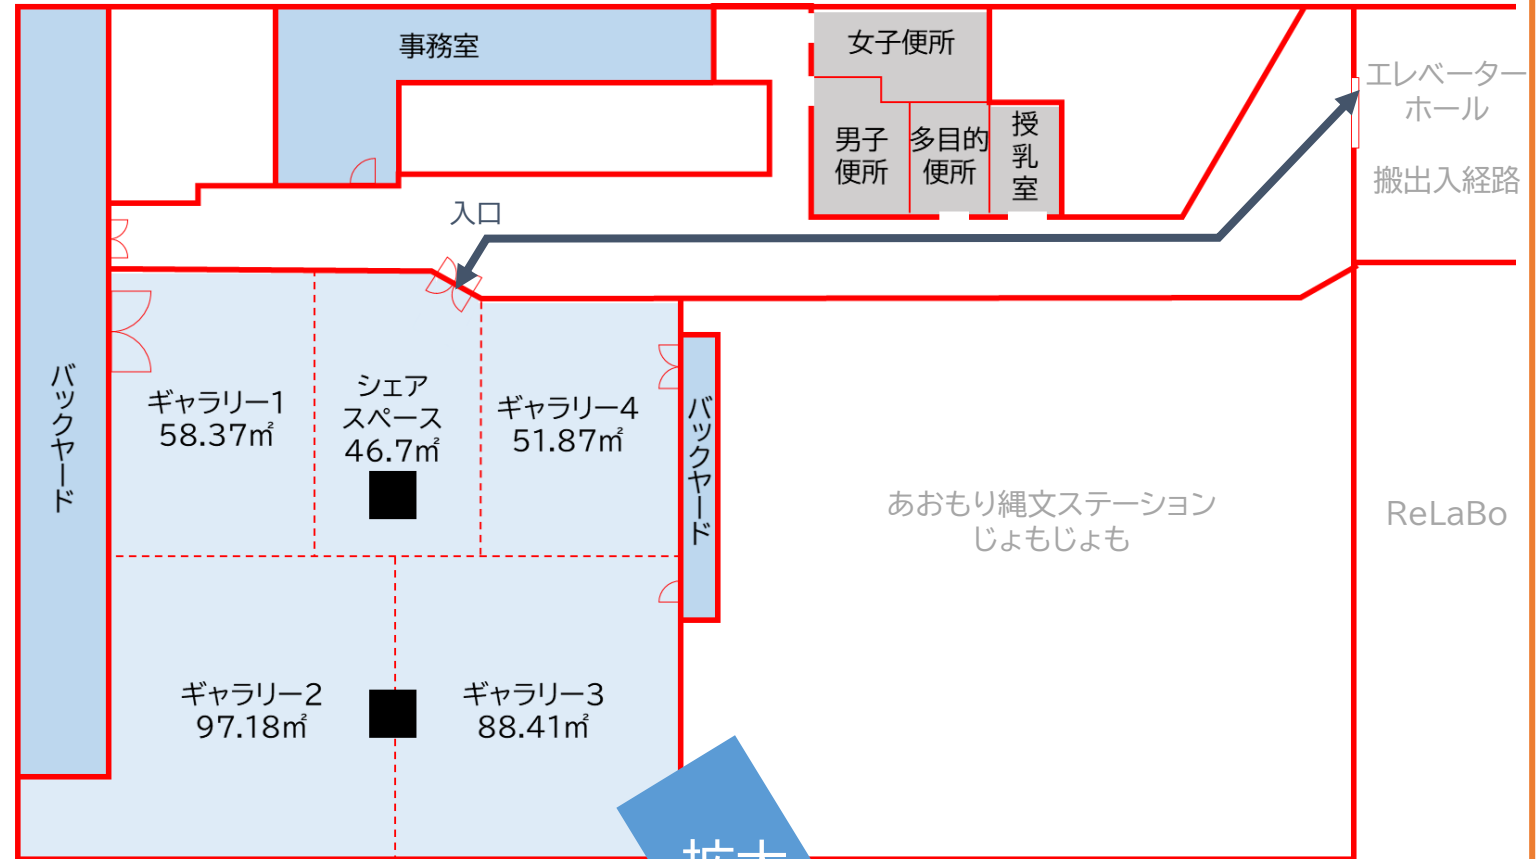 事務室
女子便所
エレベーター
ホール
男子
便所
多目的
便所
授乳室
搬出入経路
入口
バックヤード
ギャラリー1
58.37㎡
シェア
スペース
46.7㎡
ギャラリー4
51.87㎡
バックヤード
あおもり縄文ステーション
じょもじょも
ReLaBo
ギャラリー2
97.18㎡
ギャラリー3
88.41㎡